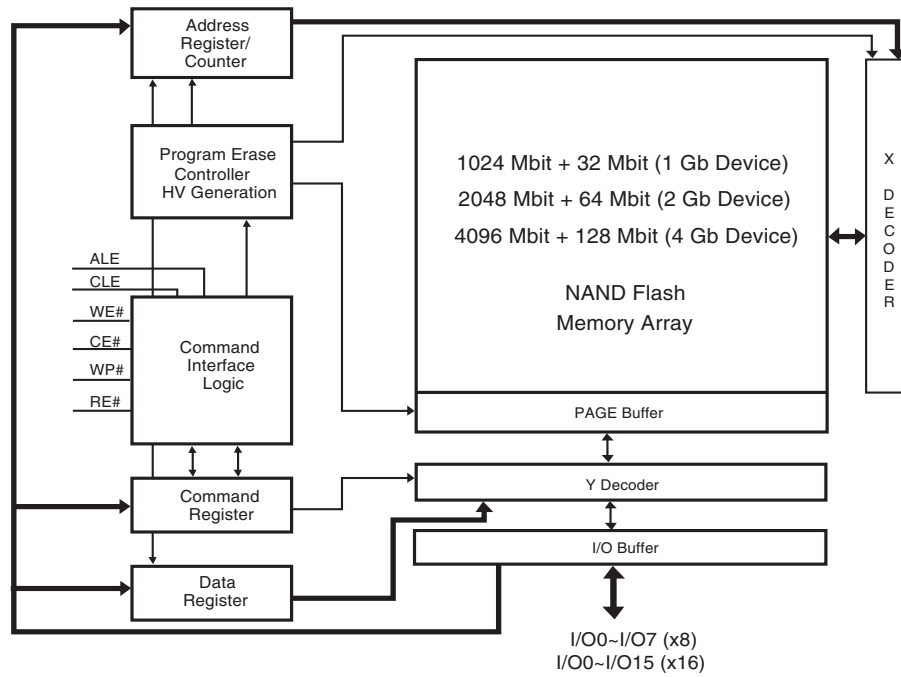 Address
Register/
Counter
Program Erase
Controller
HV Generation
ALE
CLE
WE#
CE#
WP#
RE#
Command
Interface
Logic
Command
Register
Data
Register
1024 Mbit + 32 Mbit (1 Gb Device)
2048 Mbit + 64 Mbit (2 Gb Device)
4096 Mbit + 128 Mbit (4 Gb Device)
NAND Flash
Memory Array
PAGE Buffer
Y Decoder
I/O Buffer
I/O0~I/O7 (x8)
I/O0~I/O15 (x16)
X
D
E
C
O
D
E
R